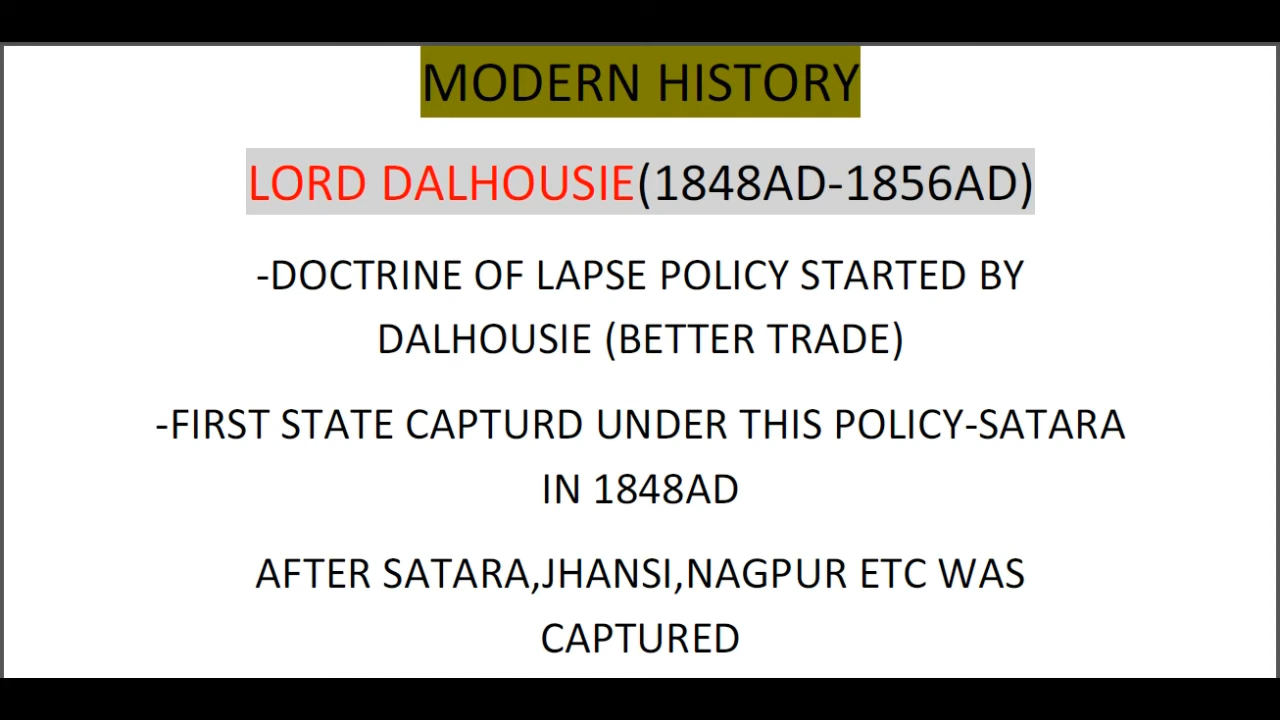 MODERN HISTORY
LORD DALHOUSIE(1848AD-1856AD)
-DOCTRINE OF LAPSE POLICY STARTED BY
DALHOUSIE (BETTER TRADE)
-FIRST STATE CAPTURD UNDER THIS POLICY-SATARA
IN 1848AD
AFTER SATARA,JHANSI,NAGPUR ETC WAS
CAPTURED